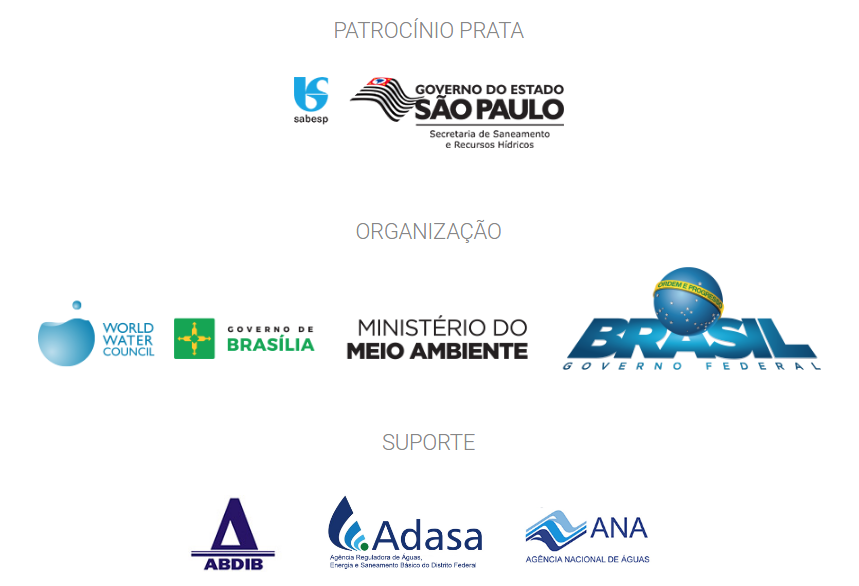 PATROCÍNIO PRATA
sabesp
GOVERNO DO ESTADO
SÃO PAULO
Secretaria de Saneamento
e Recursos Hídricos
ORGANIZAÇÃO
WORLD
WATER
COUNCIL
GOVERNO DE
BRASÍLIA
MINISTÉRIO DO
MEIO AMBIENTE
ORDEM E PROGRESSO
BRASIL
GOVERNO FEDERAL
SUPORTE
ABDIB
Adasa
Agência Reguladora de Águas,
Energia e Saneamento Básico do Distrito Federal
ANA
AGÊNCIA NACIONAL DE ÁGUAS